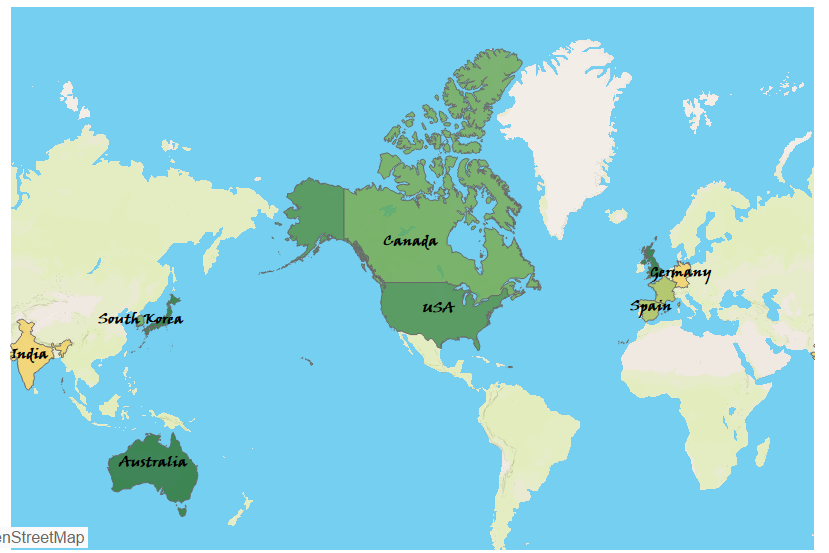 Canada
Germany
Spain
USA
South Korea
India
Australia
enStreetMap